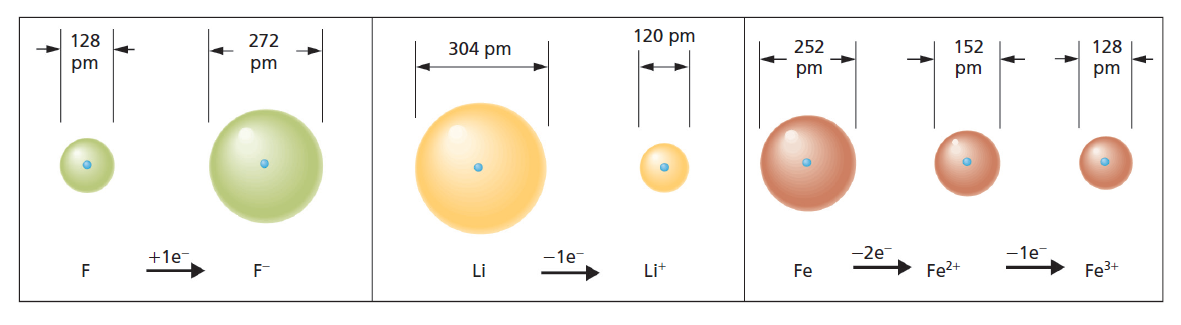 128
pm
272
pm
304 pm
120 pm
252
pm
152
pm
128
pm
F
+1e⁻
F⁻
Li
−1e⁻
Li⁺
Fe
−2e⁻
Fe²⁺
−1e⁻
Fe³⁺